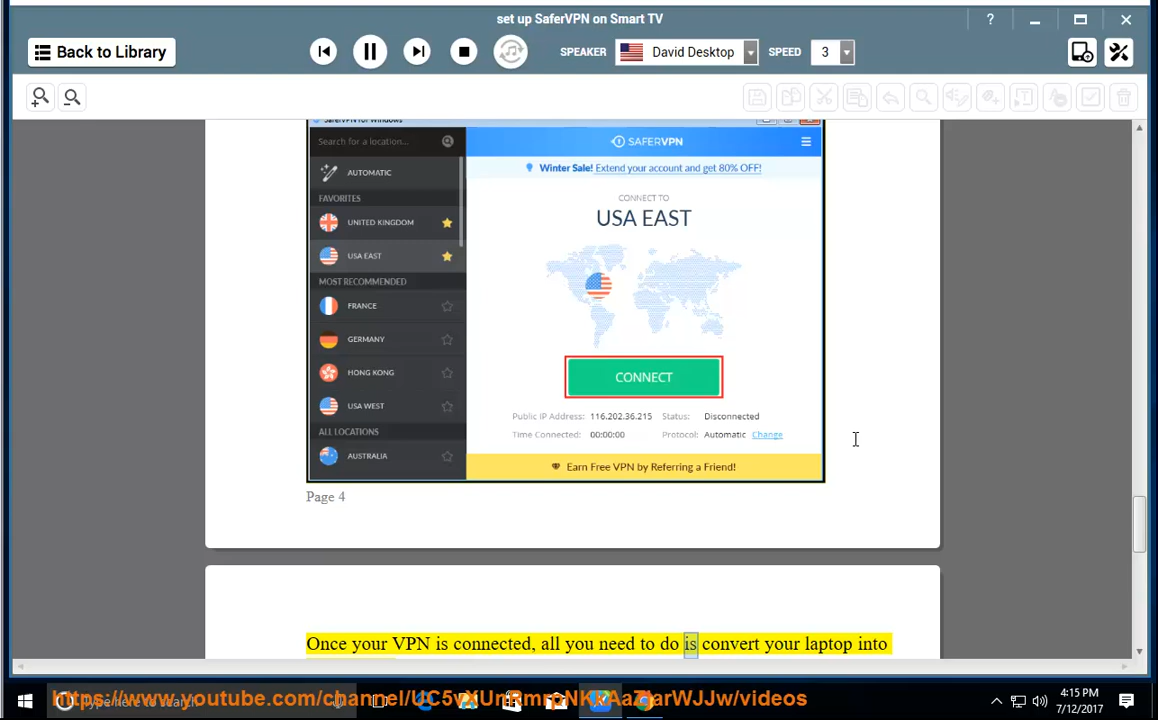 set up SaferVPN on Smart TV
?
Back to Library
SPEAKER David Desktop SPEED 3
SaferVPN for Windows
Search for a location...
SAFERVPN
AUTOMATIC
Winter Sale! Extend your account and get 80% OFF!
FAVORITES
CONNECT TO
UNITED KINGDOM
USA EAST
USA EAST
MOST RECOMMENDED
FRANCE
GERMANY
HONG KONG
CONNECT
USA WEST
Public IP Address: 116.202.36.215 Status: Disconnected
ALL LOCATIONS
Time Connected: 00:00:00 Protocol: Automatic Change
AUSTRALIA
Earn Free VPN by Referring a Friend!
Page 4
Once your VPN is connected, all you need to do is convert your laptop into
4:15 PM
7/12/2017